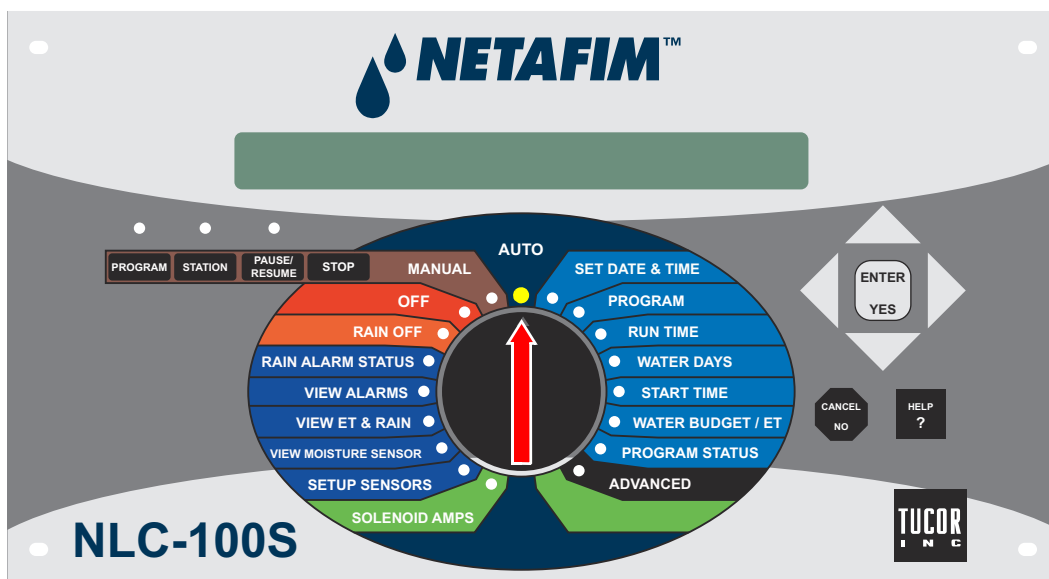 NETAFIM™
AUTO
PROGRAM
STATION
PAUSE/
RESUME
STOP
MANUAL
OFF
RAIN OFF
RAIN ALARM STATUS
VIEW ALARMS
VIEW ET & RAIN
VIEW MOISTURE SENSOR
SETUP SENSORS
SOLENOID AMPS
SET DATE & TIME
PROGRAM
RUN TIME
WATER DAYS
START TIME
WATER BUDGET / ET
PROGRAM STATUS
ADVANCED
ENTER
YES
CANCEL
NO
HELP
?
NLC-100S
TUCOR
INC